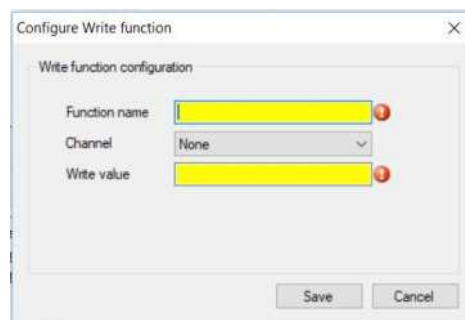 Configure Write function
Write function configuration
Function name
Channel None
Write value
Save Cancel